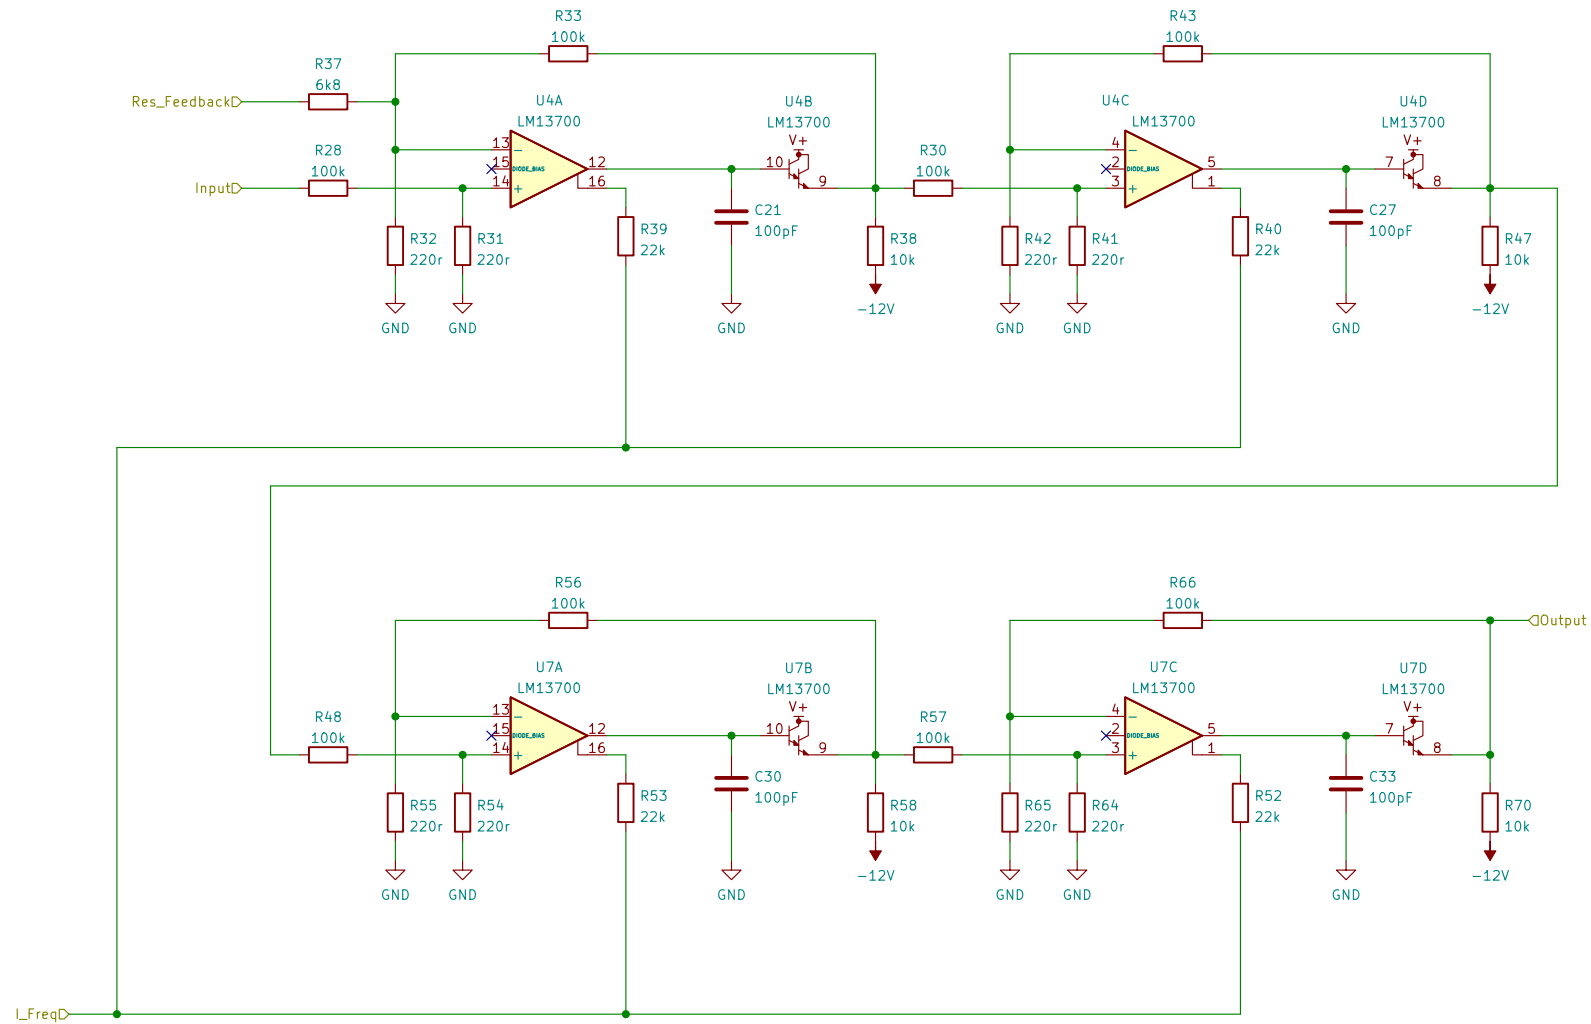 R33
100k
R43
100k
R37
6k8
Res_Feedback
U4A
LM13700
U4B
LM13700
V+
U4C
LM13700
U4D
LM13700
V+
13
15
14
DIODE_BIAS
12
16
10
9
4
2
3
DIODE_BIAS
5
1
7
8
R28
100k
Input
R30
100k
R32
220r
R31
220r
R39
22k
C21
100pF
R38
10k
R42
220r
R41
220r
R40
22k
C27
100pF
R47
10k
GND
GND
GND
-12V
GND
GND
GND
-12V
R56
100k
R66
100k
Output
U7A
LM13700
U7B
LM13700
V+
U7C
LM13700
U7D
LM13700
V+
13
15
14
DIODE_BIAS
12
16
10
9
4
2
3
DIODE_BIAS
5
1
7
8
R48
100k
R57
100k
R55
220r
R54
220r
R53
22k
C30
100pF
R58
10k
R65
220r
R64
220r
R52
22k
C33
100pF
R70
10k
GND
GND
GND
-12V
GND
GND
GND
-12V
I_Freq